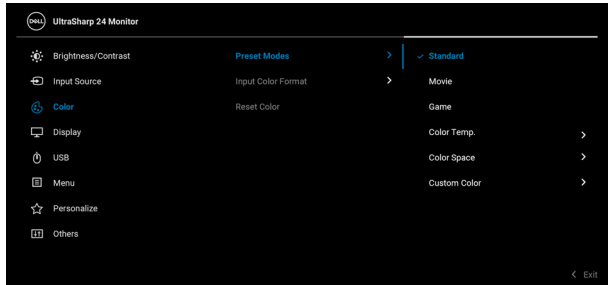 DELL UltraSharp 24 Monitor
Brightness/Contrast Preset Modes Standard
Input Source Input Color Format Movie
Color Reset Color Game
Display Color Temp.
USB Color Space
Menu Custom Color
Personalize
Others
Exit